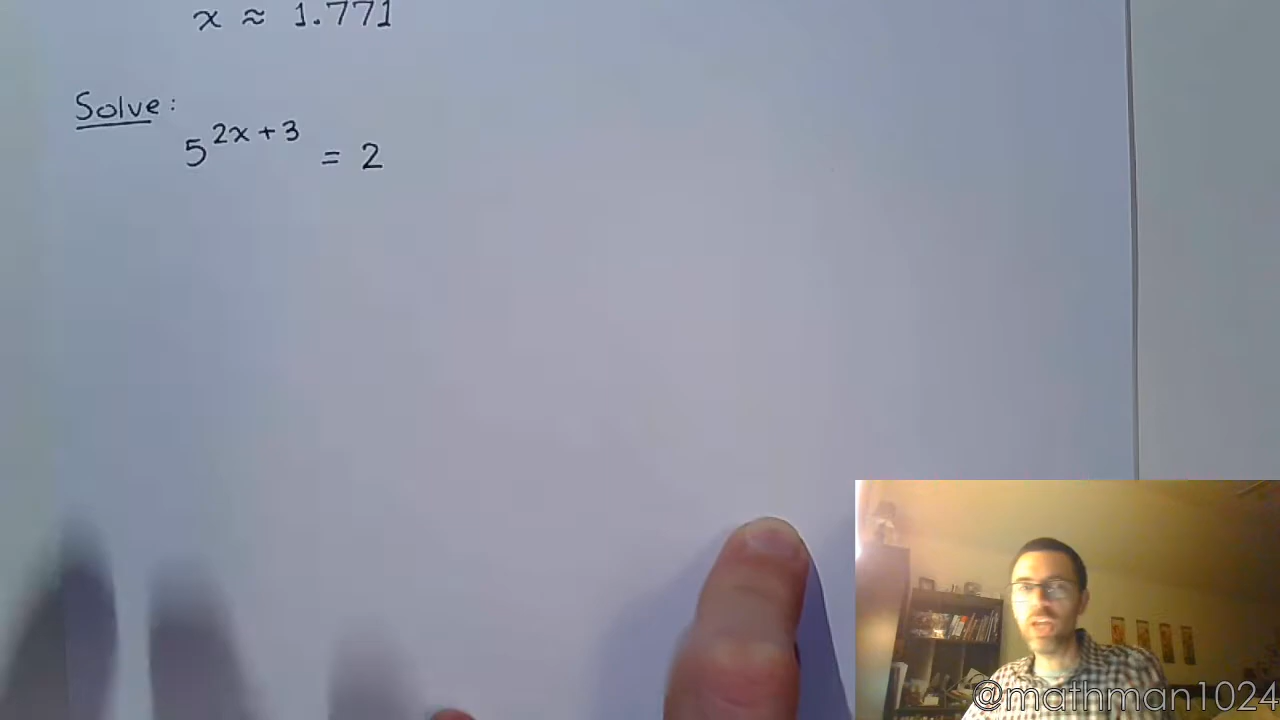 x ≈ 1.771
Solve:
5^{2x + 3} = 2
@mathman1024